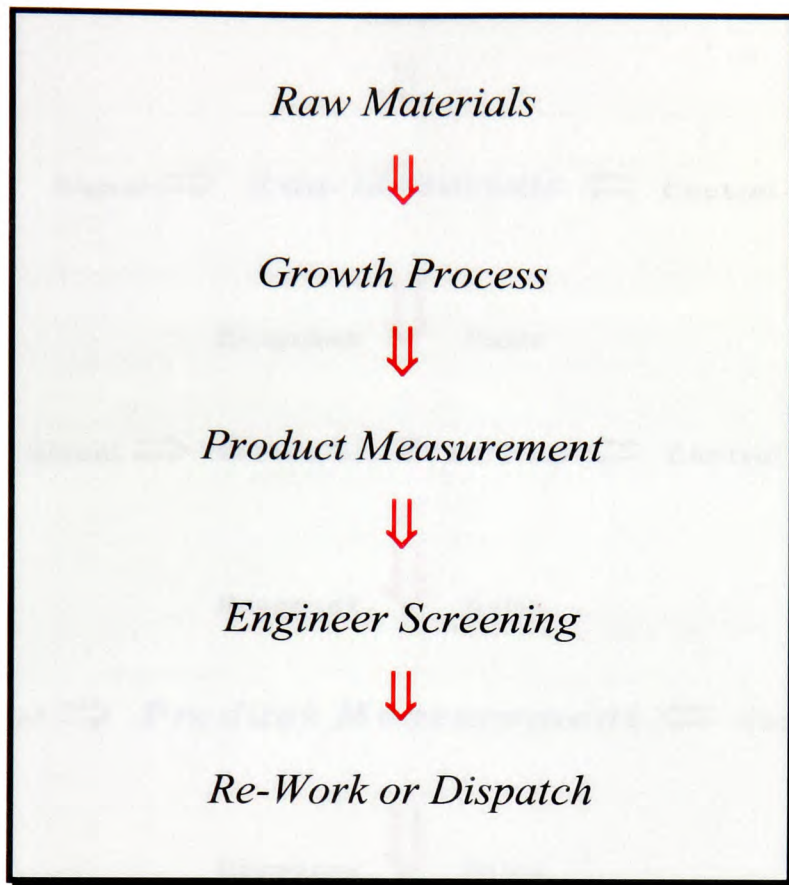 Raw Materials
Growth Process
Product Measurement
Engineer Screening
Re-Work or Dispatch